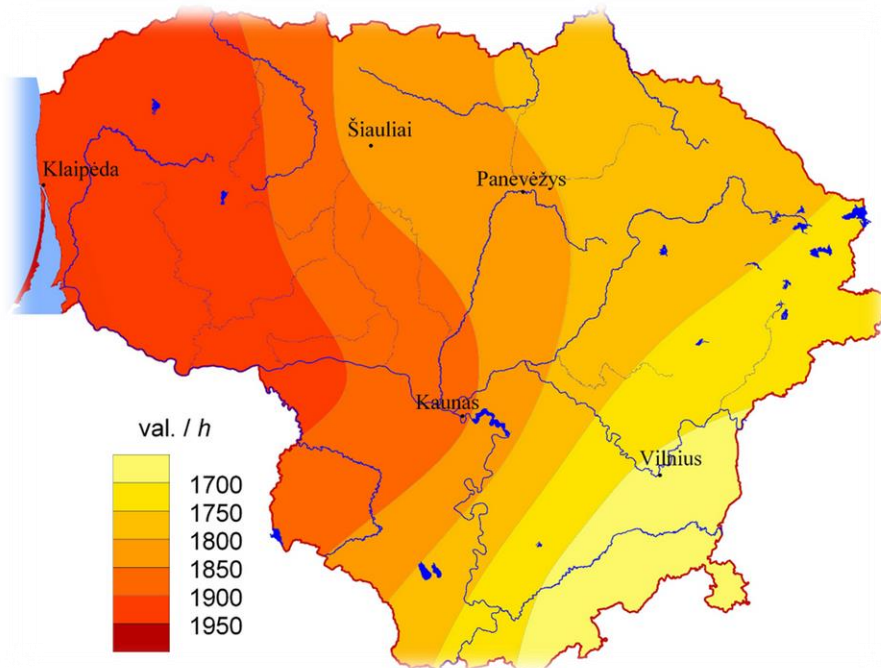 Šiauliai
Klaipėda
Panevėžys
Kaunas
Vilnius
val. / h
1700
1750
1800
1850
1900
1950